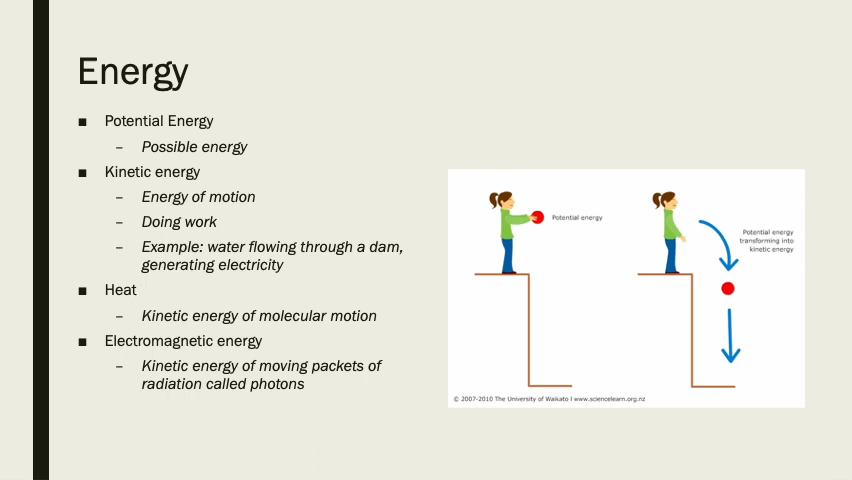 Energy
■ Potential Energy
– Possible energy
■ Kinetic energy
– Energy of motion
– Doing work
– Example: water flowing through a dam,
generating electricity
■ Heat
– Kinetic energy of molecular motion
■ Electromagnetic energy
– Kinetic energy of moving packets of
radiation called photons
Potential energy
Potential energy
transforming into
kinetic energy
© 2007-2010 The University of Waikato I www.sciencelearn.org.nz